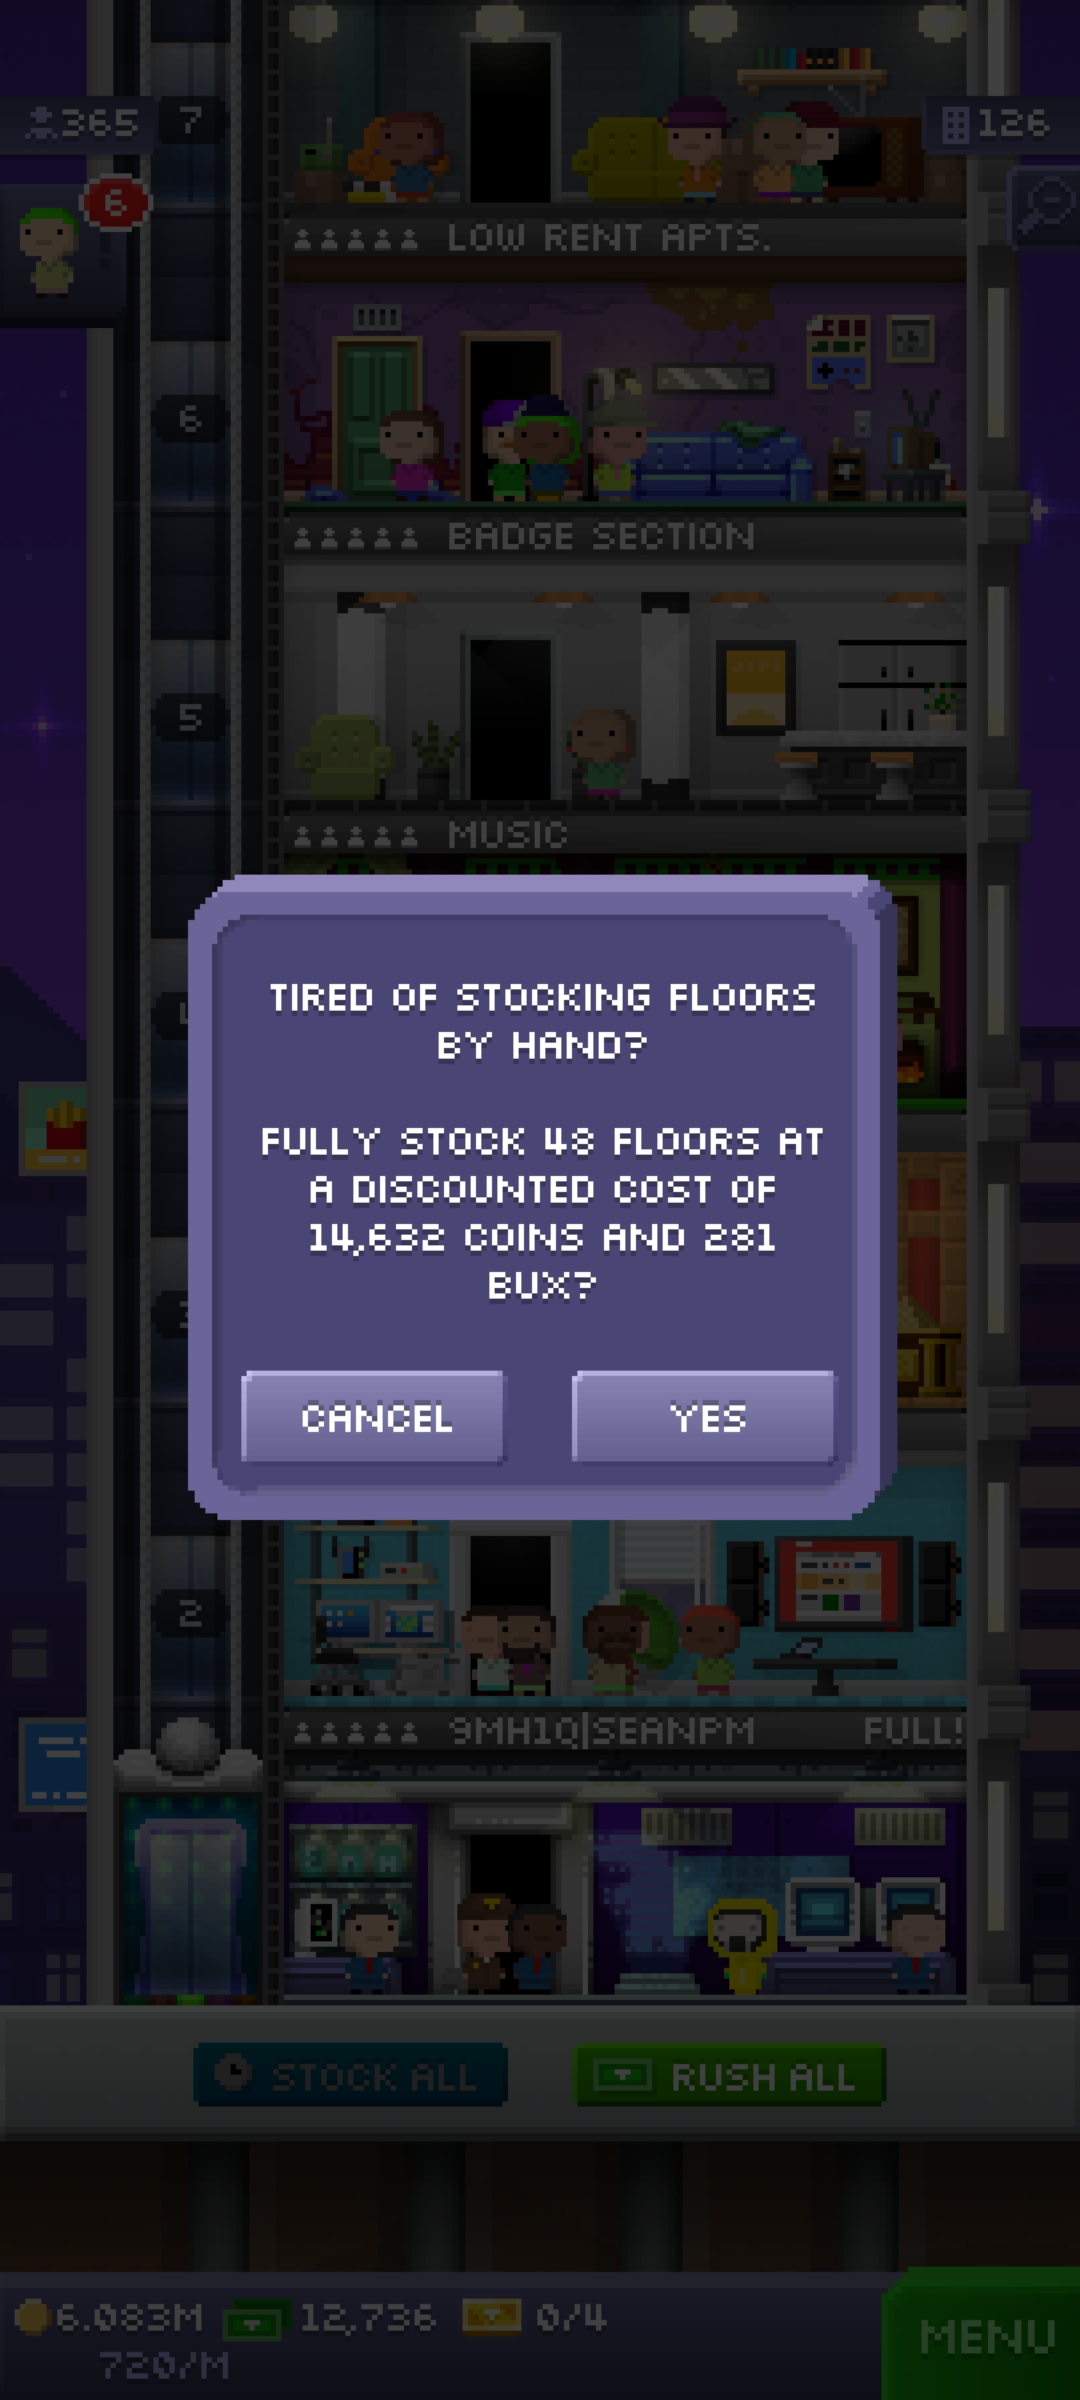 365
7
126
6
LOW RENT APTS.
6
BADGE SECTION
5
MUSIC
TIRED OF STOCKING FLOORS
BY HAND?
FULLY STOCK 48 FLOORS AT
A DISCOUNTED COST OF
14,632 COINS AND 281
BUX?
CANCEL
YES
2
9MH1Q|SEANPM
FULL!
STOCK ALL
RUSH ALL
6.083M
12,736
0/4
720/M
MENU